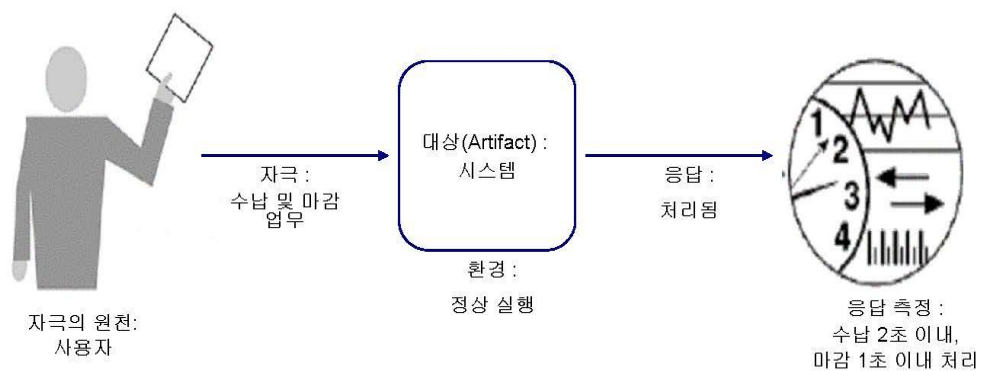 자극의 원천:
사용자
자극 :
수납 및 마감
업무
대상(Artifact) :
시스템
환경 :
정상 실행
응답 :
처리됨
1
2
3
4
응답 측정 :
수납 2초 이내,
마감 1초 이내 처리